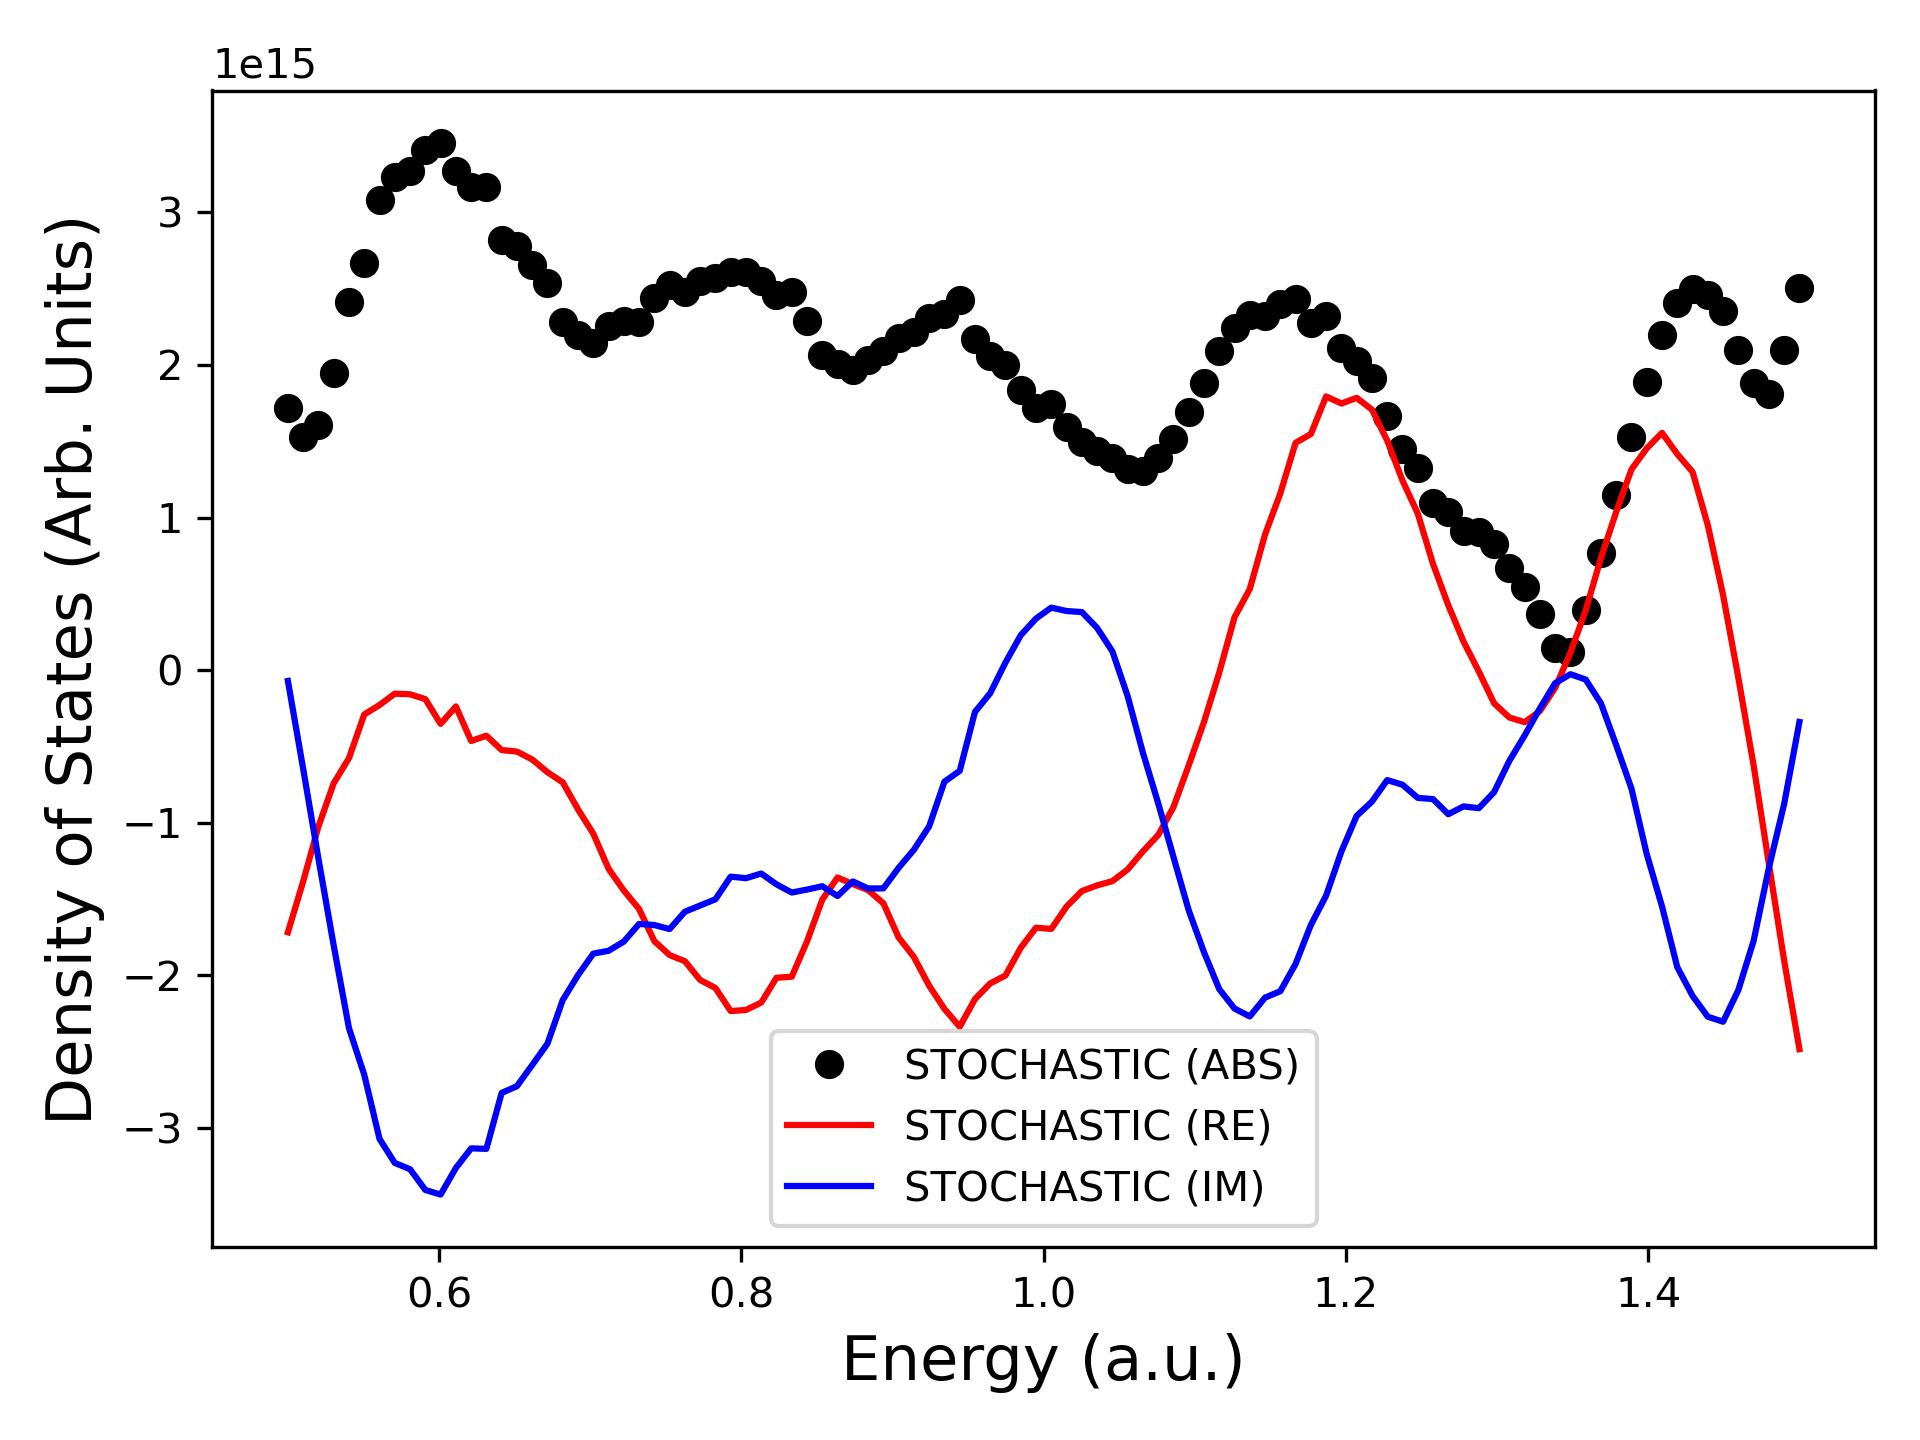 1e15
Density of States (Arb. Units)
3
2
1
0
−1
−2
−3
STOCHASTIC (ABS)
STOCHASTIC (RE)
STOCHASTIC (IM)
0.6 0.8 1.0 1.2 1.4
Energy (a.u.)